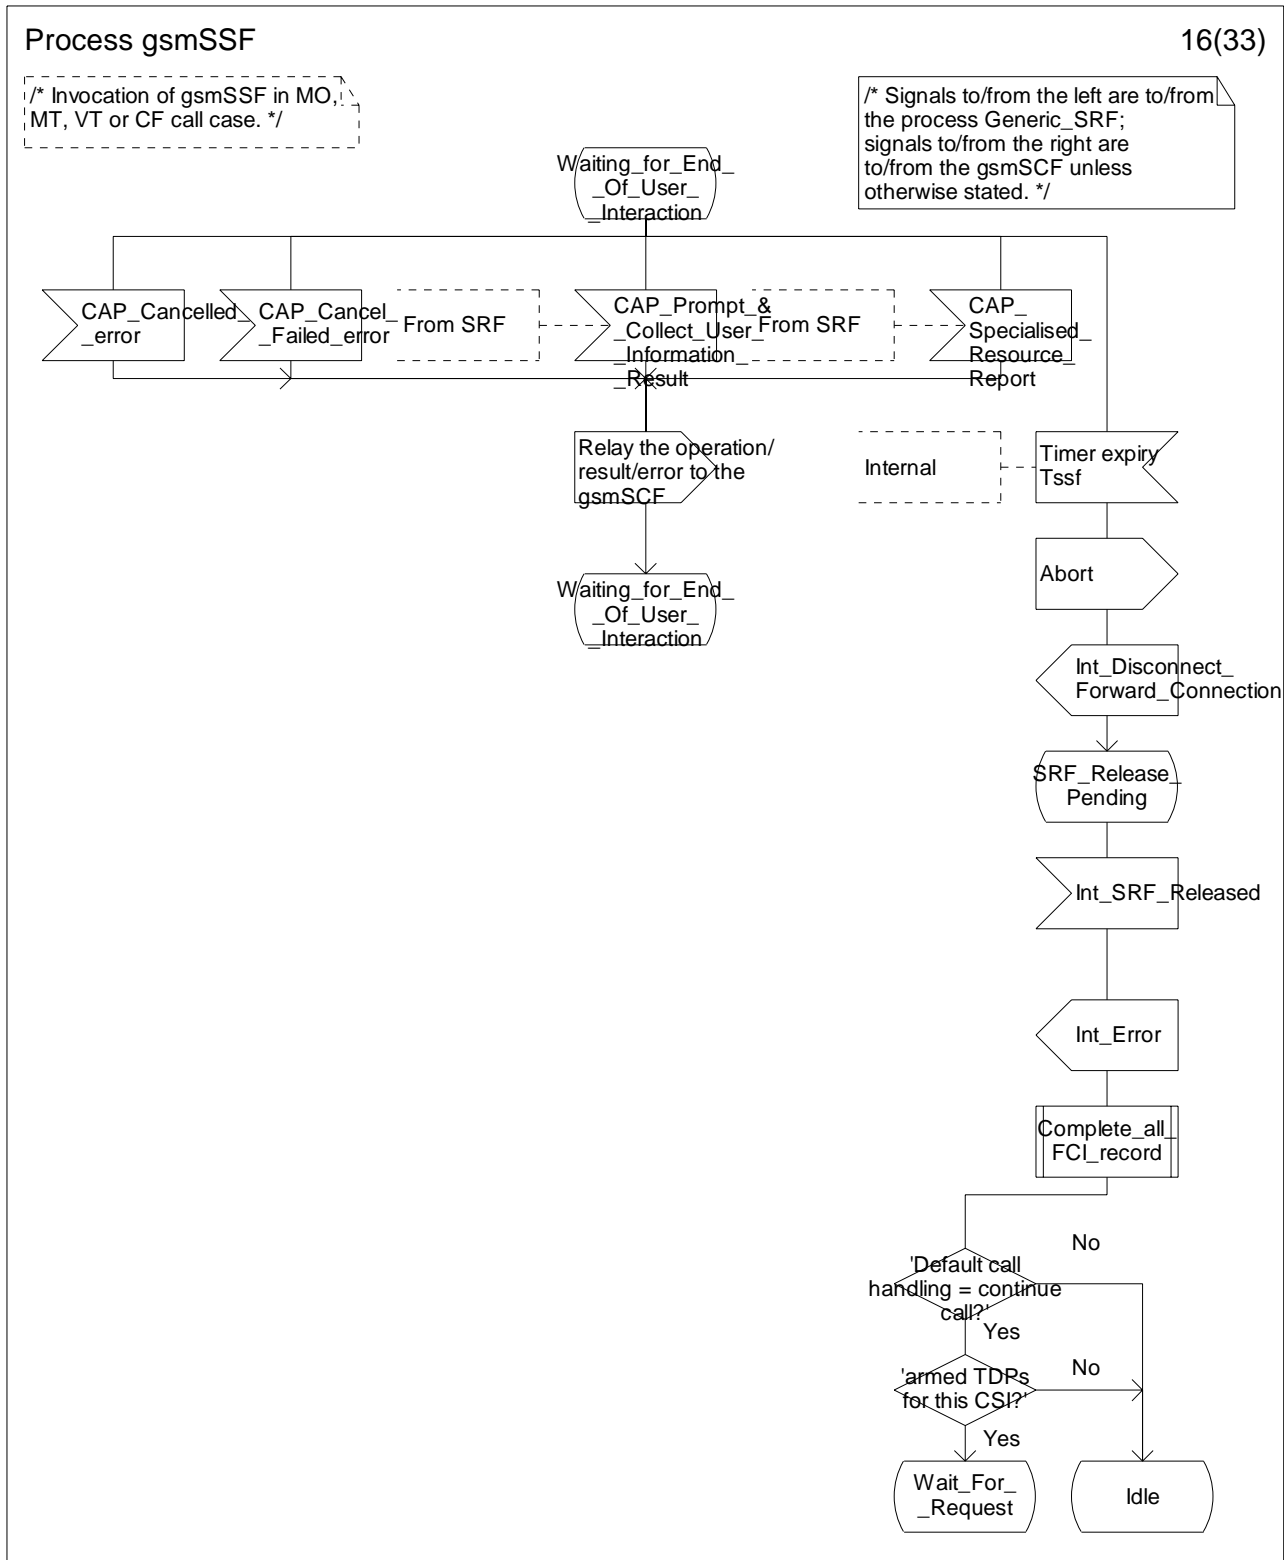 Process gsmSSF
16(33)
/* Invocation of gsmSSF in MO,
MT, VT or CF call case. */
/* Signals to/from the left are to/from
the process Generic_SRF;
signals to/from the right are
to/from the gsmSCF unless
otherwise stated. */
Waiting_for_End_
_Of_User_
_Interaction
CAP_Cancelled_
_error
CAP_Cancel_
_Failed_error
From SRF
CAP_Prompt_&
_Collect_User_
_Information_
_Result
From SRF
CAP_
Specialised_
Resource_
Report
Relay the operation/
result/error to the
gsmSCF
Internal
Timer expiry
Tssf
Waiting_for_End_
_Of_User_
_Interaction
Abort
Int_Disconnect_
Forward_Connection
SRF_Release_
Pending
Int_SRF_Released
Int_Error
Complete_all_
FCI_record
'Default call
handling = continue
call?'
No
Yes
'armed TDPs
for this CSI?'
No
Yes
Wait_For_
_Request
Idle